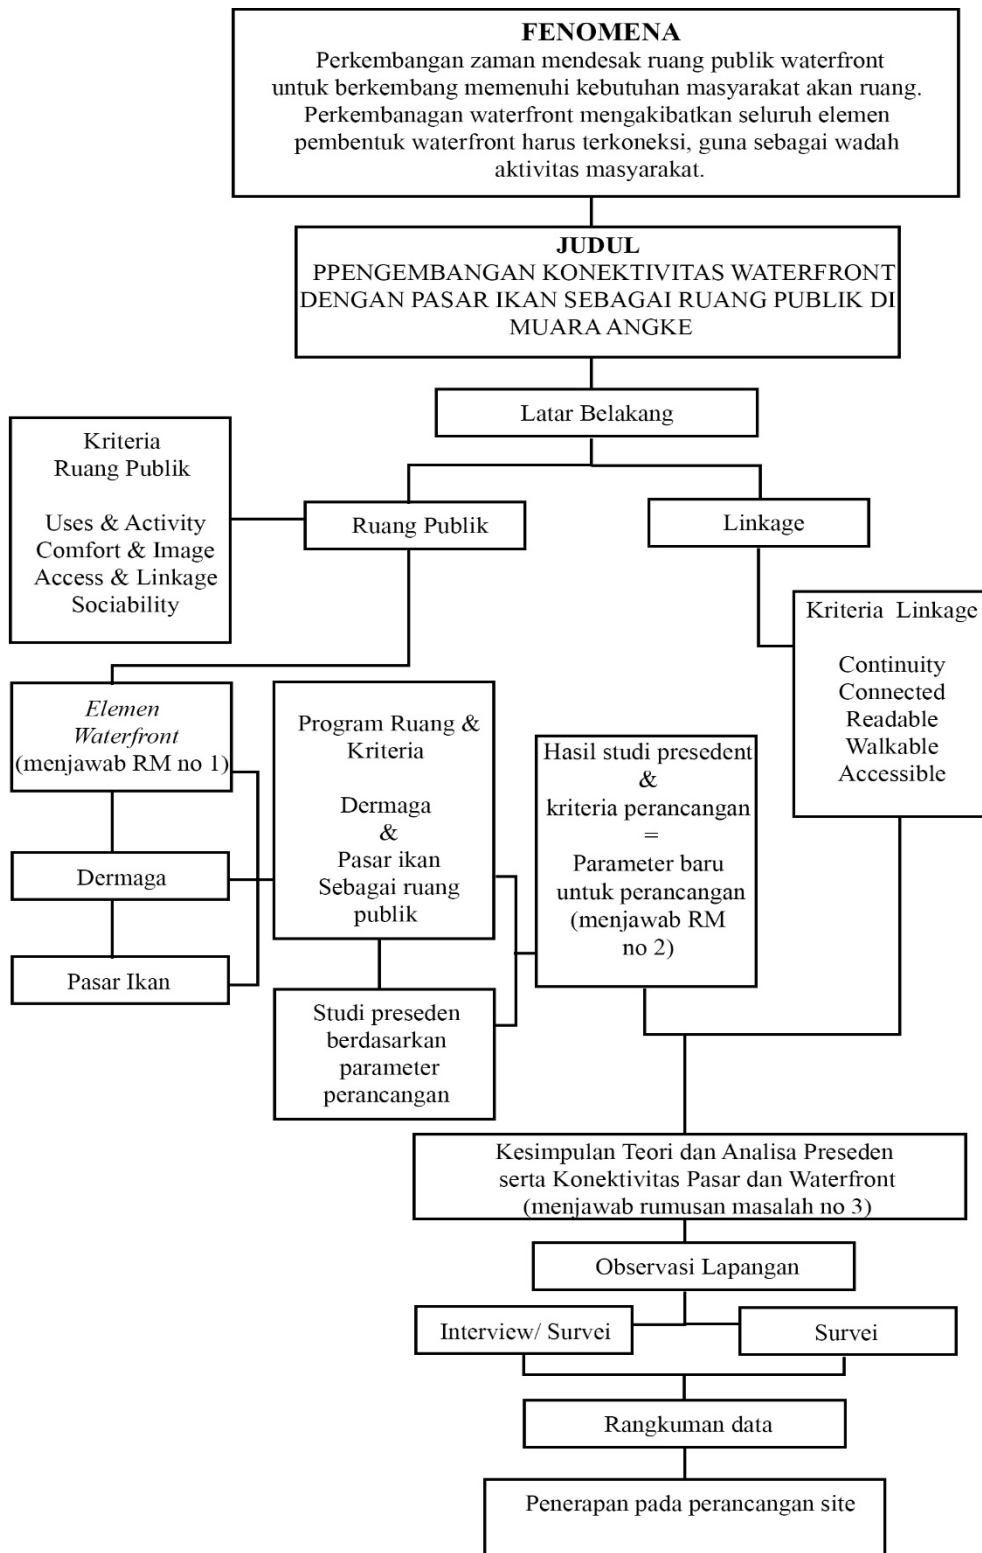 FENOMENA
Perkembangan zaman mendesak ruang publik waterfront
untuk berkembang memenuhi kebutuhan masyarakat akan ruang.
Perkembanagan waterfront mengakibatkan seluruh elemen
pembentuk waterfront harus terkoneksi, guna sebagai wadah
aktivitas masyarakat.
JUDUL
PPENGEMBANGAN KONEKTIVITAS WATERFRONT
DENGAN PASAR IKAN SEBAGAI RUANG PUBLIK DI
MUARA ANGKE
Latar Belakang
Kriteria
Ruang Publik
Uses & Activity
Comfort & Image
Access & Linkage
Sociability
Ruang Publik
Linkage
Kriteria Linkage
Continuity
Connected
Readable
Walkable
Accessible
Elemen
Waterfront
(menjawab RM no 1)
Dermaga
Pasar Ikan
Program Ruang &
Kriteria
Dermaga
&
Pasar ikan
Sebagai ruang
publik
Studi preseden
berdasarkan
parameter
perancangan
Hasil studi presedent
&
kriteria perancangan
=
Parameter baru
untuk perancangan
(menjawab RM
no 2)
Kesimpulan Teori dan Analisa Preseden
serta Konektivitas Pasar dan Waterfront
(menjawab rumusan masalah no 3)
Observasi Lapangan
Interview/ Survei
Survei
Rangkuman data
Penerapan pada perancangan site